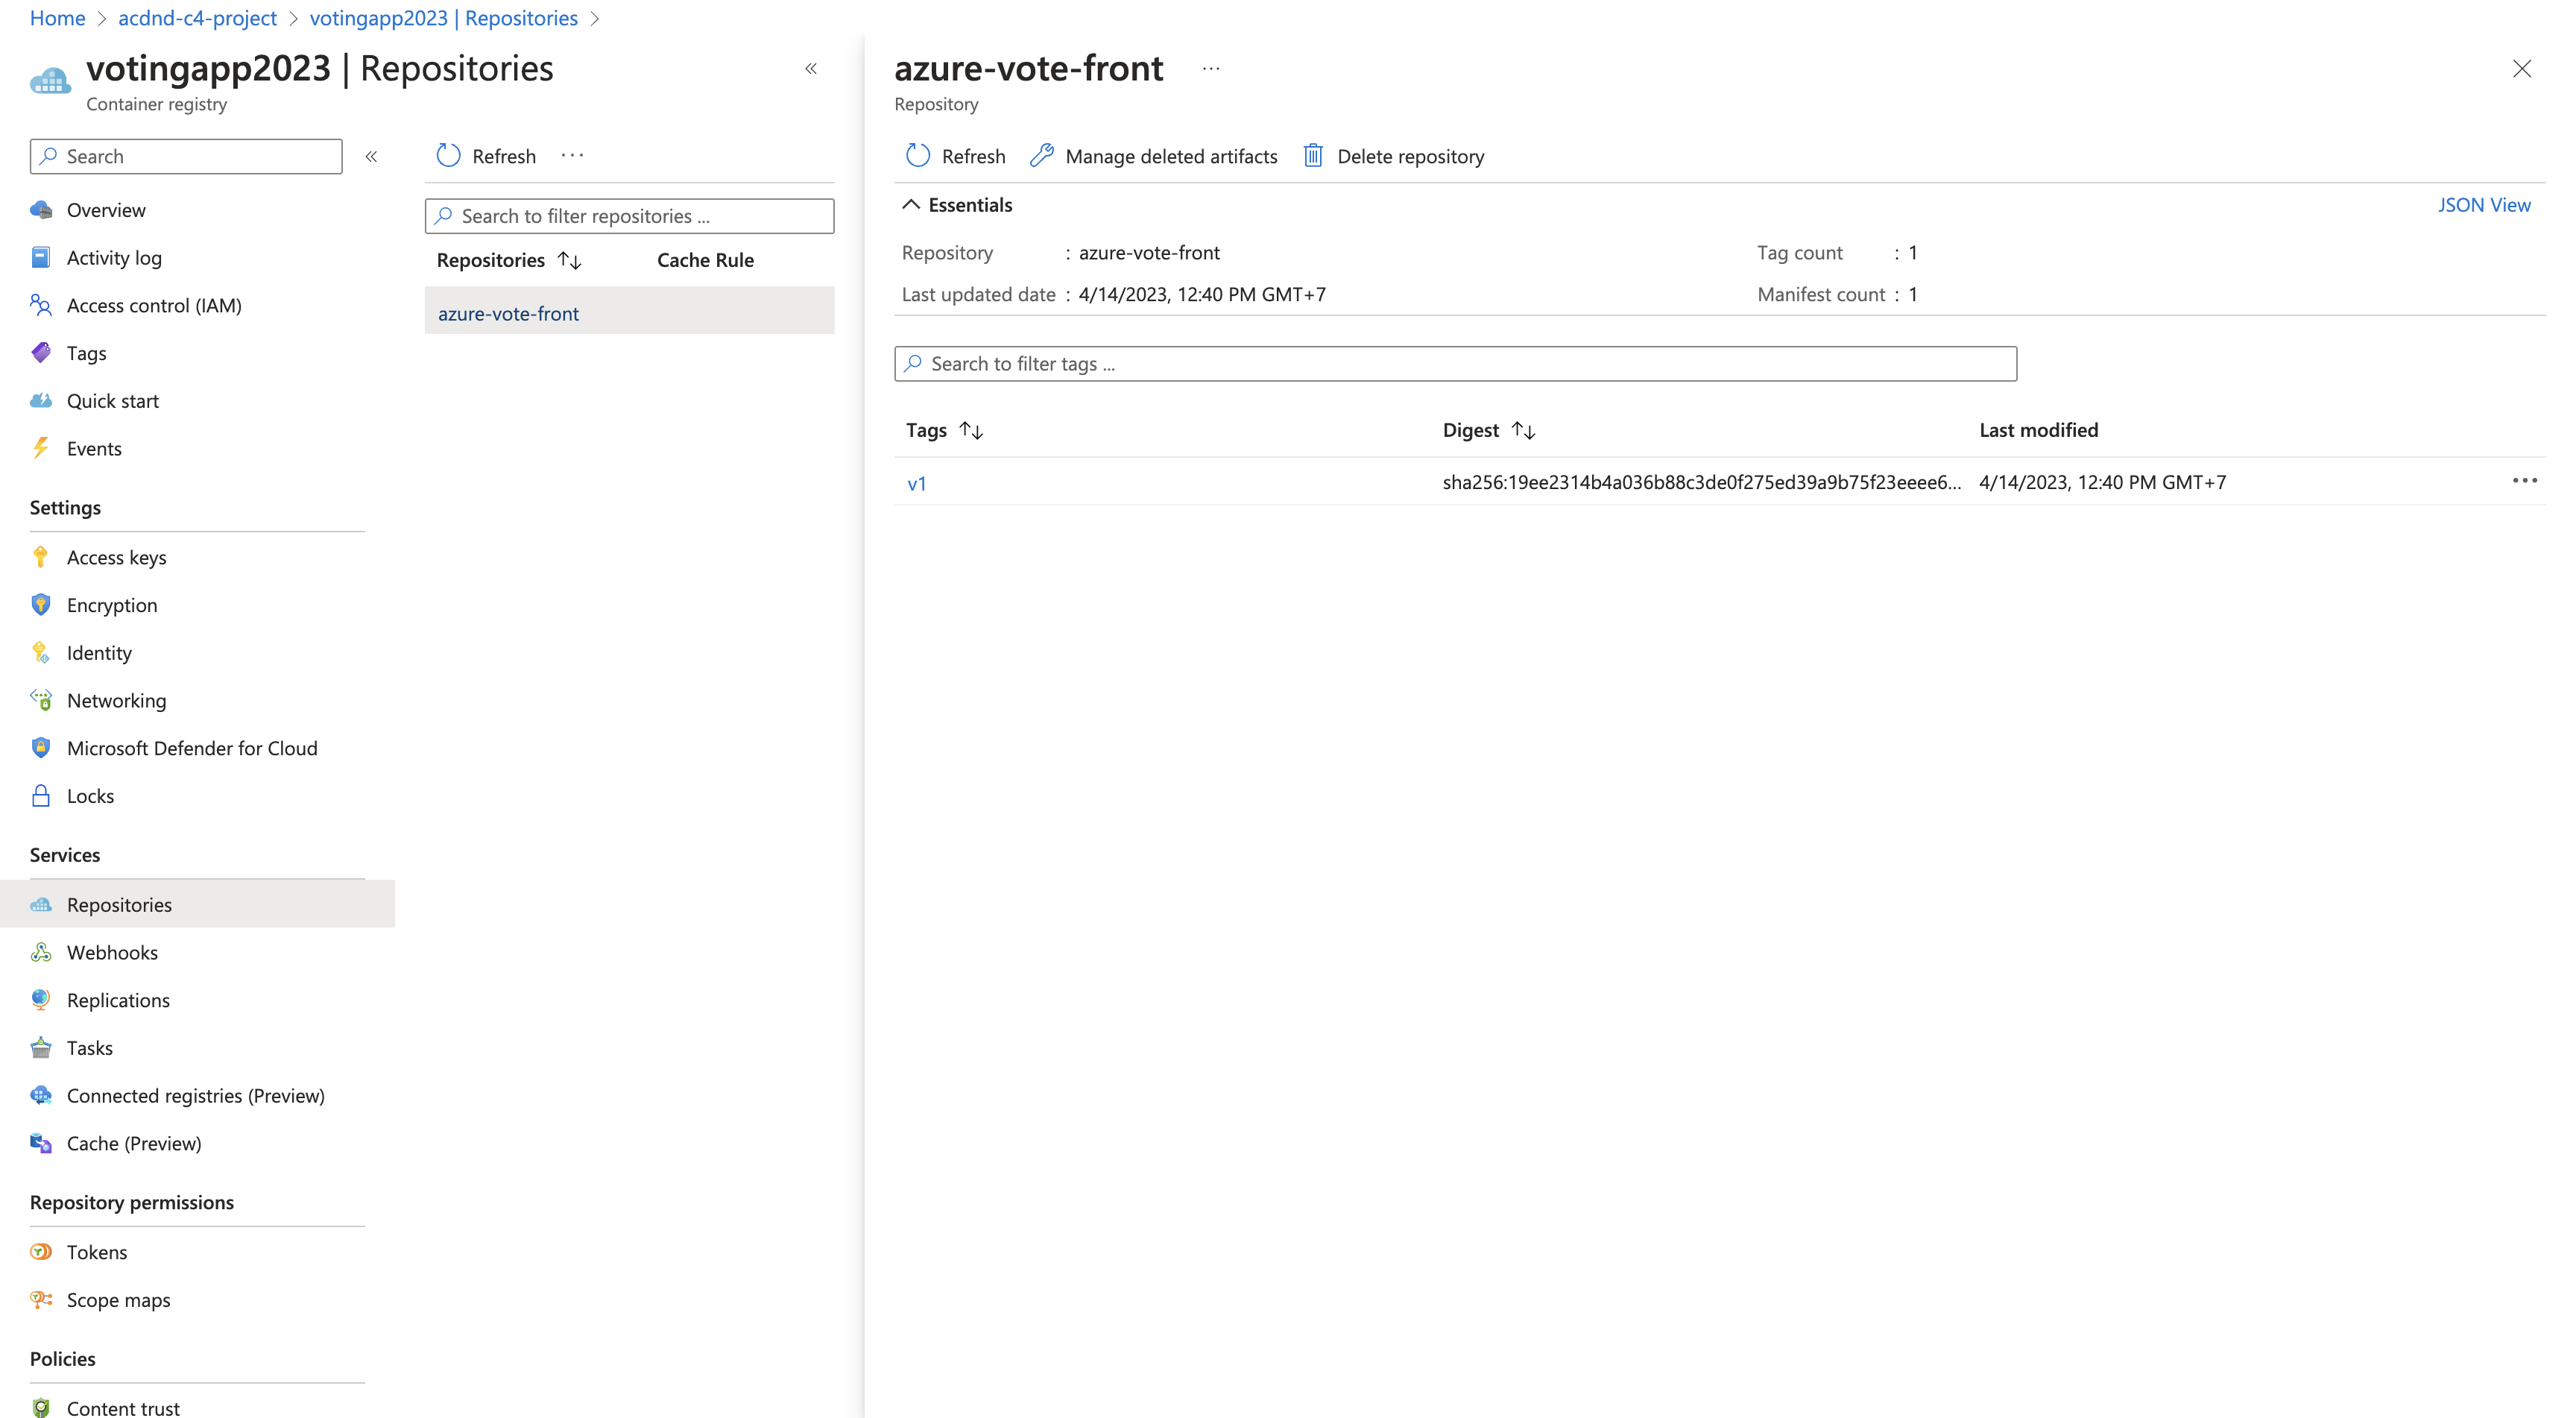 Home > acdnd-c4-project > votingapp2023 | Repositories >
votingapp2023 | Repositories
Container registry
Search
Overview
Activity log
Access control (IAM)
Tags
Quick start
Events
Settings
Access keys
Encryption
Identity
Networking
Microsoft Defender for Cloud
Locks
Services
Repositories
Webhooks
Replications
Tasks
Connected registries (Preview)
Cache (Preview)
Repository permissions
Tokens
Scope maps
Policies
Content trust
Refresh ...
Search to filter repositories ...
Repositories Cache Rule
azure-vote-front
azure-vote-front ...
Repository
Refresh Manage deleted artifacts Delete repository
Essentials JSON View
Repository : azure-vote-front Tag count : 1
Last updated date : 4/14/2023, 12:40 PM GMT+7 Manifest count : 1
Search to filter tags ...
Tags Digest Last modified
v1 sha256:19ee2314b4a036b88c3de0f275ed39a9b75f23eeee6... 4/14/2023, 12:40 PM GMT+7 ...